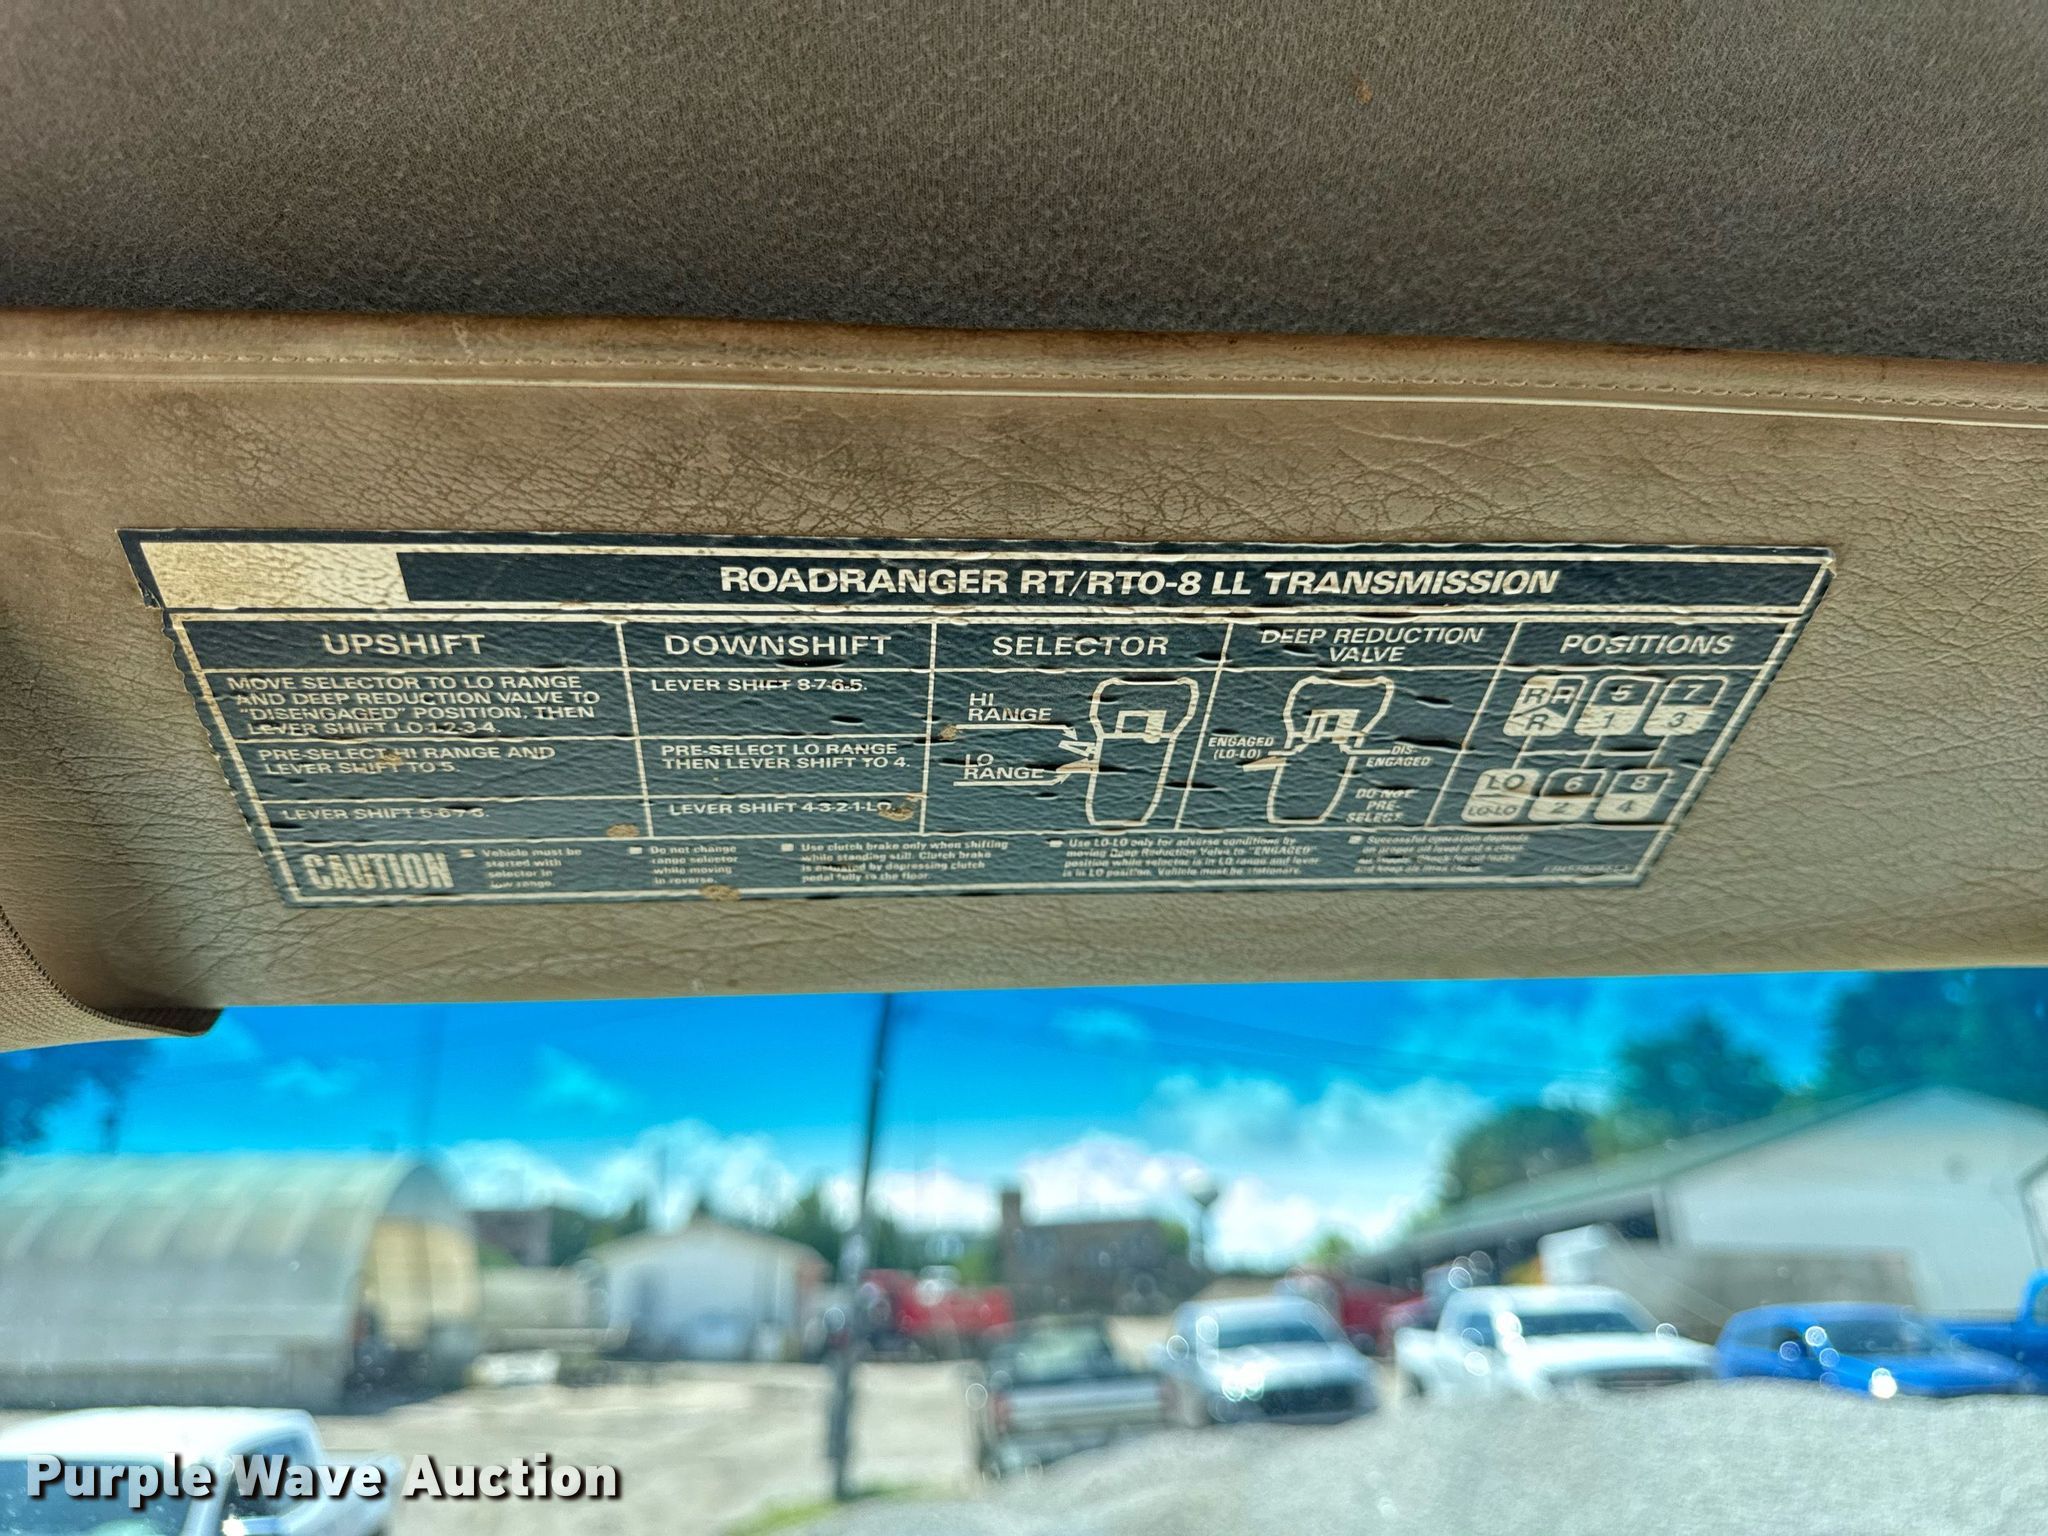 ROADRANGER RT/RTO-8 LL TRANSMISSION
UPSHIFT
MOVE SELECTOR TO LO RANGE
AND DEEP REDUCTION VALVE TO
"DISENGAGED" POSITION, THEN
LEVER SHIFT LO-1-2-3-4.
PRE-SELECT HI RANGE AND
LEVER SHIFT TO 5.
LEVER SHIFT 5-6-7-8.
DOWNSHIFT
LEVER SHIFT 8-7-6-5.
PRE-SELECT LO RANGE
THEN LEVER SHIFT TO 4.
LEVER SHIFT 4-3-2-1-LO.
SELECTOR
HI
RANGE
LO
RANGE
DEEP REDUCTION
VALVE
ENGAGED
(LO-LO)
DIS-
ENGAGED
DO NOT
PRE-
SELECT
POSITIONS
R R 5 7
R 1 3
LO 6 8
LO-LO 2 4
CAUTION
Vehicle must be
started with
selector in
low range.
Do not change
range selector
while moving
in reverse.
Use clutch brake only when shifting
while standing still. Clutch brake
is actuated by depressing clutch
pedal fully to the floor.
Use LO-LO only for adverse conditions by
moving Deep Reduction Valve to "ENGAGED"
position while selector is in LO range and lever
is in LO position. Vehicle must be stationary.
Successful operation depends
on proper oil level and a clean
air system. Check for oil leaks
and keep air lines clean.
Purple Wave Auction